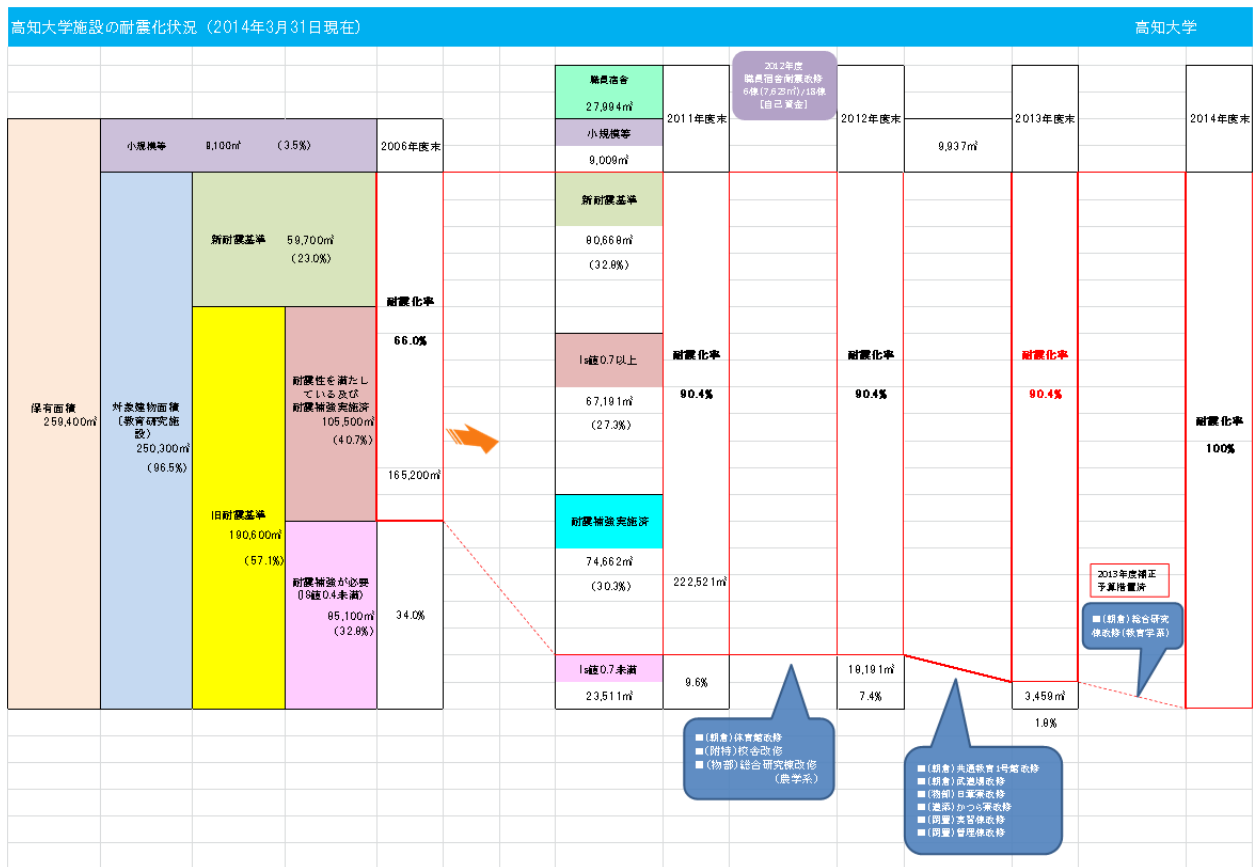 高知大学施設の耐震化状況（2014年3月31日現在）
高知大学
職員宿舎
27,994㎡
2012年度
職員宿舎耐震改修
6棟(7,623㎡)/18棟
[自己資金]
小規模等
9,009㎡
2011年度末
2012年度末
9,937㎡
2013年度末
2014年度末
小規模等
9,100㎡
(3.5%)
2006年度末
保有面積
259,400㎡
対象建物面積
(教育研究施
設)
250,300㎡
(96.5%)
新耐震基準
59,700㎡
(23.0%)
旧耐震基準
190,600㎡
(57.1%)
耐震性を満たし
ている及び
耐震補強実施済
105,500㎡
(40.7%)
耐震補強が必要
(IS値0.4未満)
85,100㎡
(32.8%)
耐震化率
66.0%
165,200㎡
34.0%
新耐震基準
80,668㎡
(32.8%)
Is値0.7以上
67,191㎡
(27.3%)
耐震補強実施済
74,662㎡
(30.3%)
Is値0.7未満
23,511㎡
耐震化率
90.4%
222,521㎡
9.6%
耐震化率
90.4%
18,191㎡
7.4%
耐震化率
90.4%
3,459㎡
1.8%
耐震化率
100%
2013年度補正
予算措置済
■(朝倉)総合研究
棟改修(教育学系)
■(朝倉)体育館改修
■(附特)校舎改修
■(物部)総合研究棟改修
(農学系)
■(朝倉)共通教育1号館改修
■(朝倉)武道場改修
■(物部)日章寮改修
■(越前)かつら寮改修
■(岡豊)実習棟改修
■(岡豊)管理棟改修